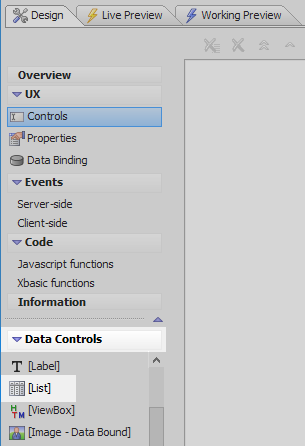 Design Live Preview Working Preview
Overview
UX
Controls
Properties
Data Binding
Events
Server-side
Client-side
Code
Javascript functions
Xbasic functions
Information
Data Controls
T [Label]
[List]
HTM [ViewBox]
[Image - Data Bound]